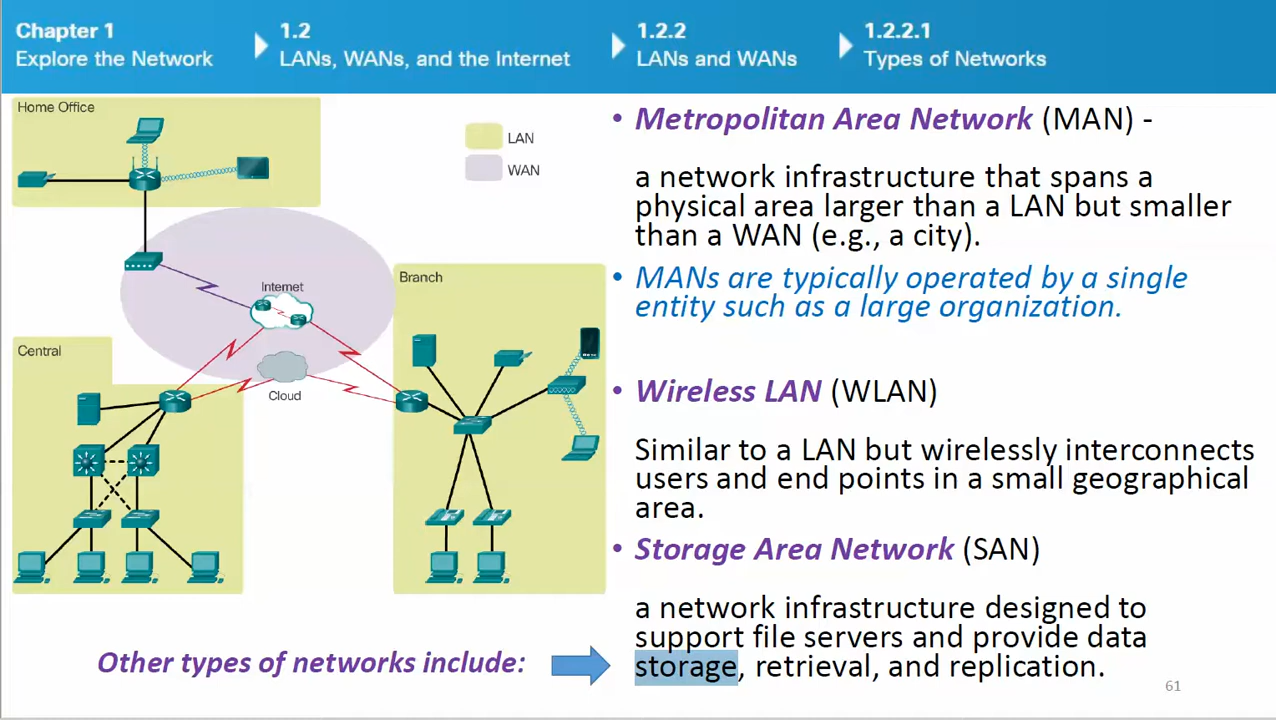 Chapter 1
Explore the Network
1.2
LANs, WANs, and the Internet
1.2.2
LANs and WANs
1.2.2.1
Types of Networks
Home Office
LAN
WAN
Internet
Branch
Central
Cloud
• Metropolitan Area Network (MAN) -
a network infrastructure that spans a
physical area larger than a LAN but smaller
than a WAN (e.g., a city).
• MANs are typically operated by a single
entity such as a large organization.
• Wireless LAN (WLAN)
Similar to a LAN but wirelessly interconnects
users and end points in a small geographical
area.
• Storage Area Network (SAN)
a network infrastructure designed to
support file servers and provide data
storage, retrieval, and replication.
Other types of networks include:
61